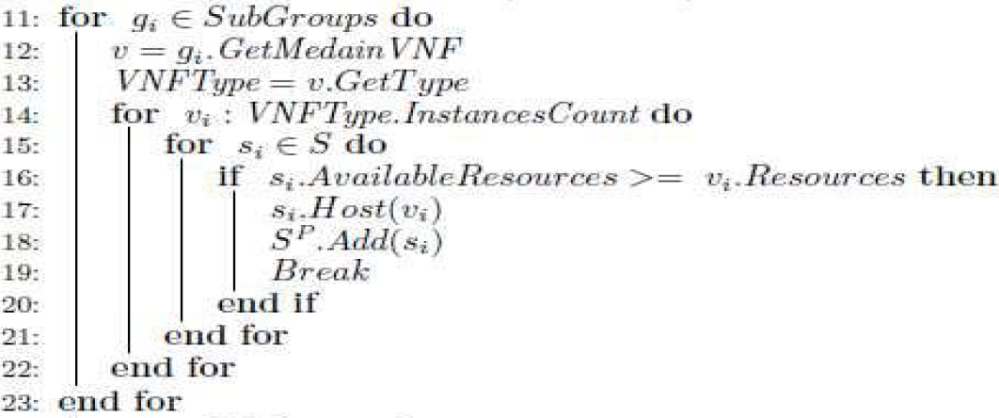 11: for g_i ∈ SubGroups do
12: v = g_i.GetMedainVNF
13: VNFType = v.GetType
14: for v_i : VNFType.InstancesCount do
15: for s_i ∈ S do
16: if s_i.AvailableResources >= v_i.Resources then
17: s_i.Host(v_i)
18: S^P.Add(s_i)
19: Break
20: end if
21: end for
22: end for
23: end for